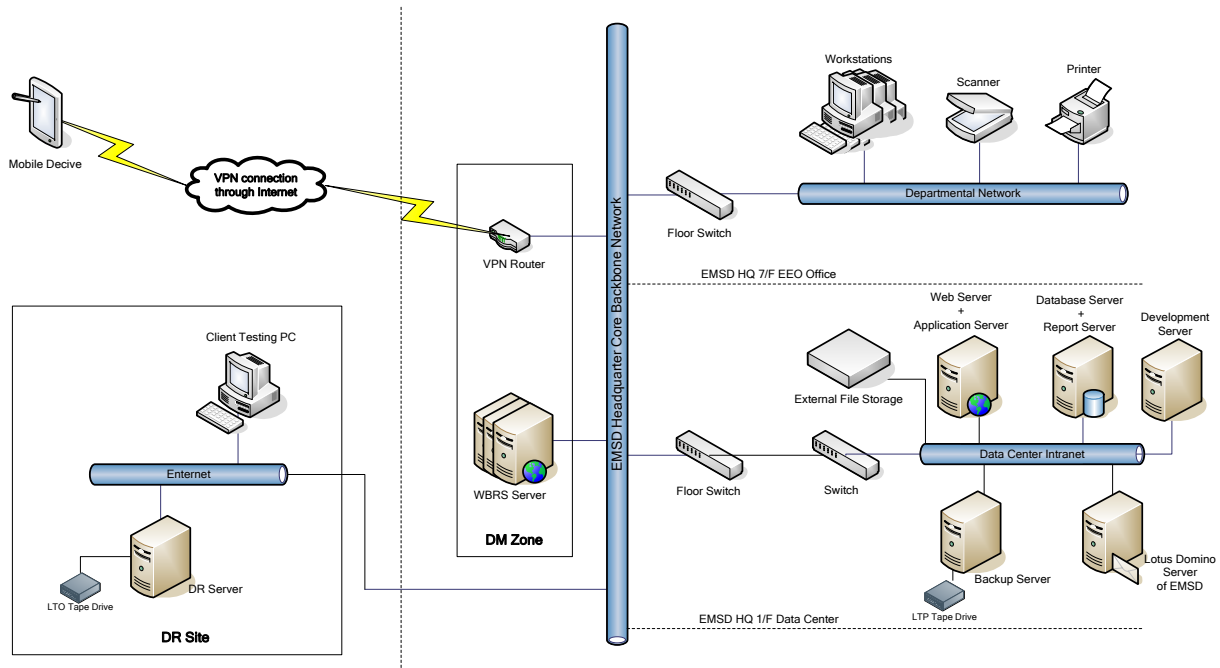 Mobile Decive
VPN connection
through Internet
VPN Router
WBRS Server
DM Zone
EMSD Headquarter Core Backbone Network
Workstations
Scanner
Printer
Departmental Network
Floor Switch
EMSD HQ 7/F EEO Office
Web Server
+
Application Server
Database Server
+
Report Server
Development
Server
External File Storage
Data Center Intranet
Floor Switch
Switch
Backup Server
LTP Tape Drive
Lotus Domino
Server
of EMSD
EMSD HQ 1/F Data Center
Client Testing PC
Enternet
DR Server
LTO Tape Drive
DR Site